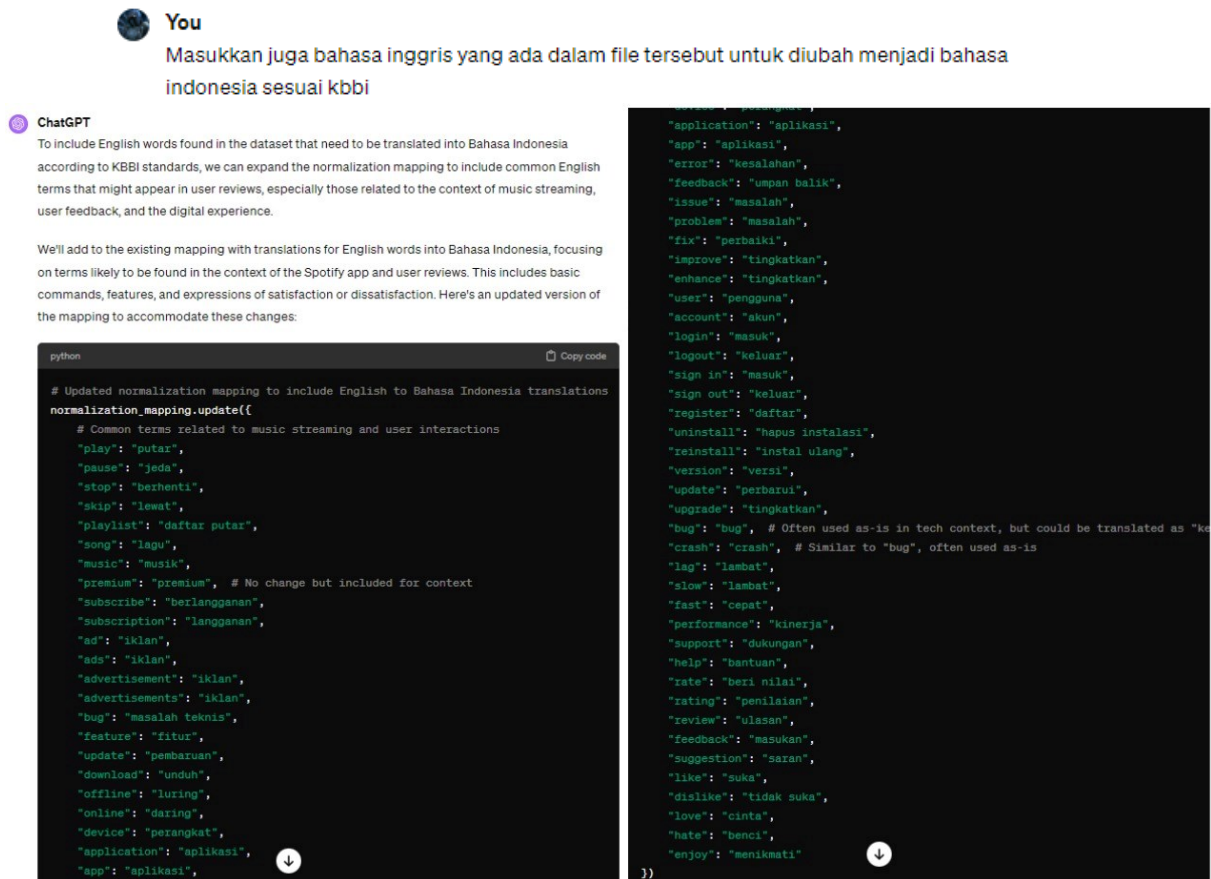 You
Masukkan juga bahasa inggris yang ada dalam file tersebut untuk diubah menjadi bahasa
indonesia sesuai kbbi
ChatGPT
To include English words found in the dataset that need to be translated into Bahasa Indonesia
according to KBBI standards, we can expand the normalization mapping to include common English
terms that might appear in user reviews, especially those related to the context of music streaming,
user feedback, and the digital experience.
We'll add to the existing mapping with translations for English words into Bahasa Indonesia, focusing
on terms likely to be found in the context of the Spotify app and user reviews. This includes basic
commands, features, and expressions of satisfaction or dissatisfaction. Here's an updated version of
the mapping to accommodate these changes:
python Copy code
# Updated normalization mapping to include English to Bahasa Indonesia translations
normalization_mapping.update({
# Common terms related to music streaming and user interactions
"play": "putar",
"pause": "jeda",
"stop": "berhenti",
"skip": "lewat",
"playlist": "daftar putar",
"song": "lagu",
"music": "musik",
"premium": "premium", # No change but included for context
"subscribe": "berlangganan",
"subscription": "langganan",
"ad": "iklan",
"ads": "iklan",
"advertisement": "iklan",
"advertisements": "iklan",
"bug": "masalah teknis",
"feature": "fitur",
"update": "pembaruan",
"download": "unduh",
"offline": "luring",
"online": "daring",
"device": "perangkat",
"application": "aplikasi",
"app": "aplikasi",
"device": "perangkat",
"application": "aplikasi",
"app": "aplikasi",
"error": "kesalahan",
"feedback": "umpan balik",
"issue": "masalah",
"problem": "masalah",
"fix": "perbaiki",
"improve": "tingkatkan",
"enhance": "tingkatkan",
"user": "pengguna",
"account": "akun",
"login": "masuk",
"logout": "keluar",
"sign in": "masuk",
"sign out": "keluar",
"register": "daftar",
"uninstall": "hapus instalasi",
"reinstall": "instal ulang",
"version": "versi",
"update": "perbarui",
"upgrade": "tingkatkan",
"bug": "bug", # Often used as-is in tech context, but could be translated as "ke
"crash": "crash", # Similar to "bug", often used as-is
"lag": "lambat",
"slow": "lambat",
"fast": "cepat",
"performance": "kinerja",
"support": "dukungan",
"help": "bantuan",
"rate": "beri nilai",
"rating": "penilaian",
"review": "ulasan",
"feedback": "masukan",
"suggestion": "saran",
"like": "suka",
"dislike": "tidak suka",
"love": "cinta",
"hate": "benci",
"enjoy": "menikmati"
})